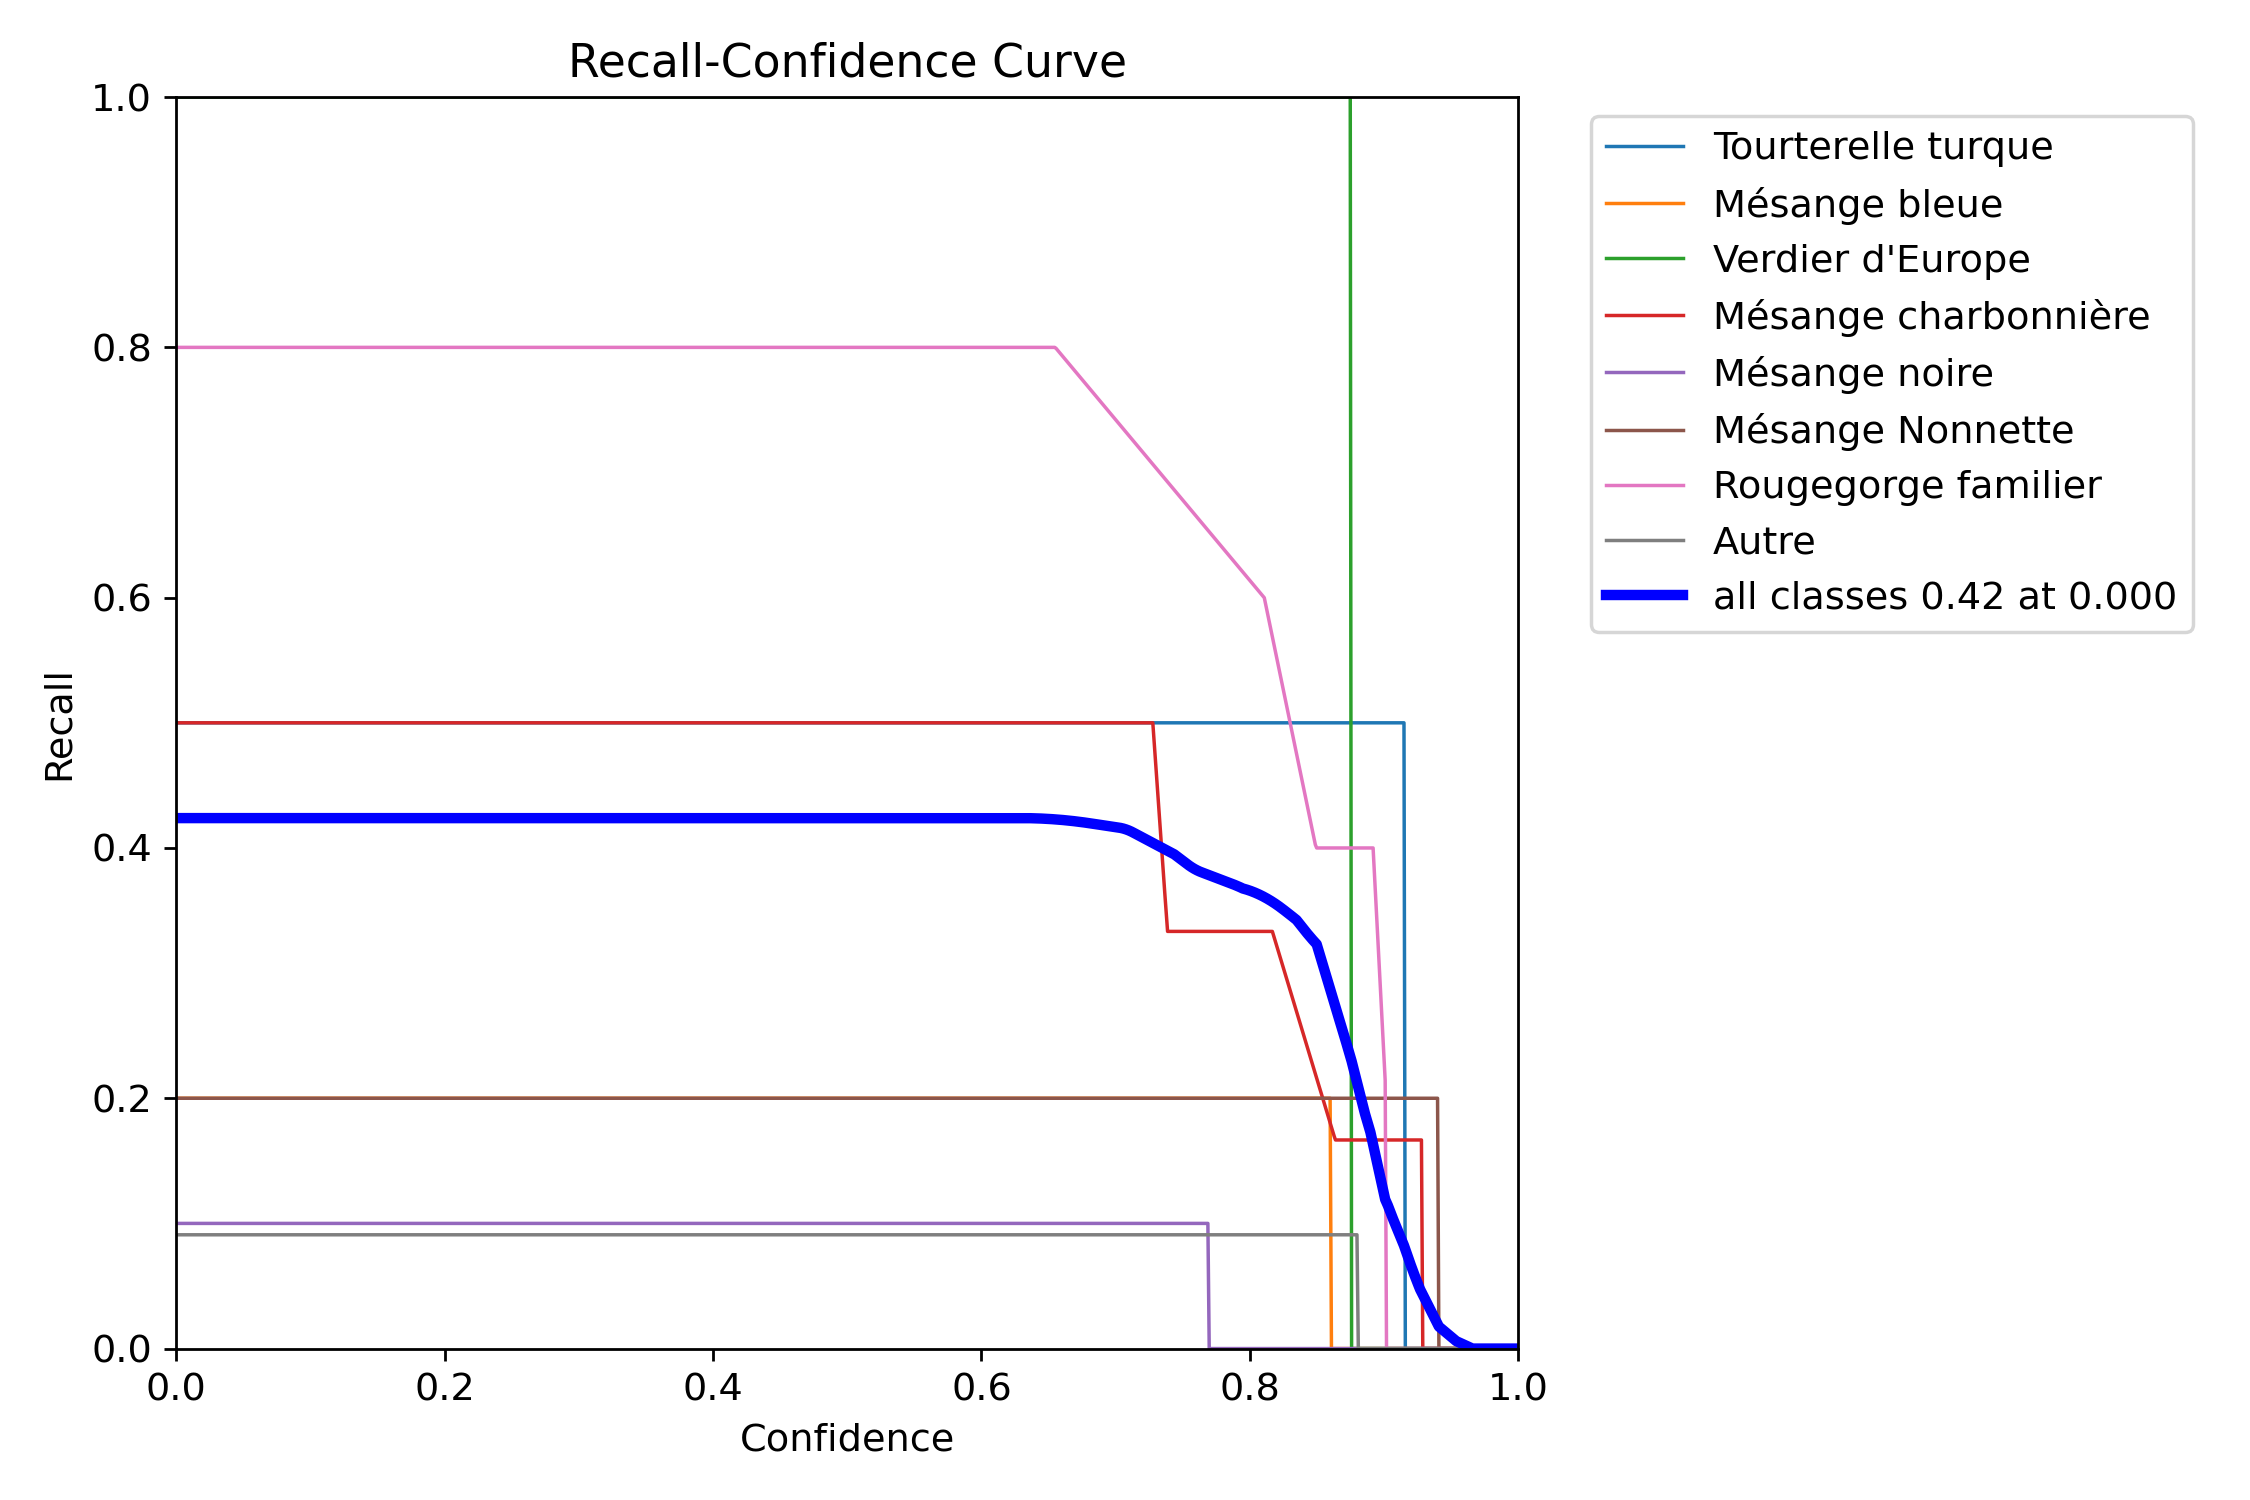 Recall-Confidence Curve
1.0
0.8
0.6
0.4
0.2
0.0
Recall
0.0 0.2 0.4 0.6 0.8 1.0
Confidence
Tourterelle turque
Mésange bleue
Verdier d'Europe
Mésange charbonnière
Mésange noire
Mésange Nonnette
Rougegorge familier
Autre
all classes 0.42 at 0.000